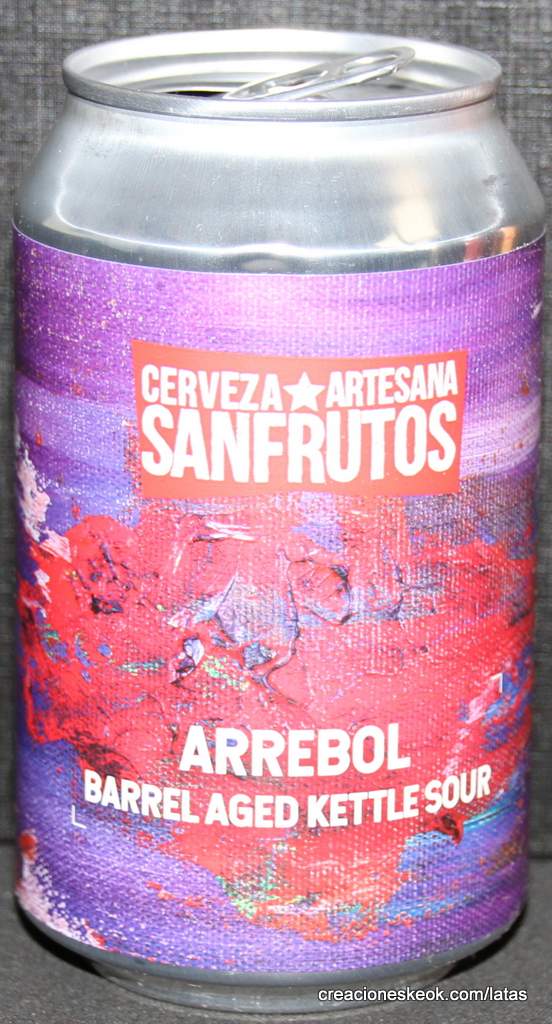 CERVEZA★ARTESANA
SANFRUTOS
ARREBOL
BARREL AGED KETTLE SOUR
creacioneskeok.com/latas